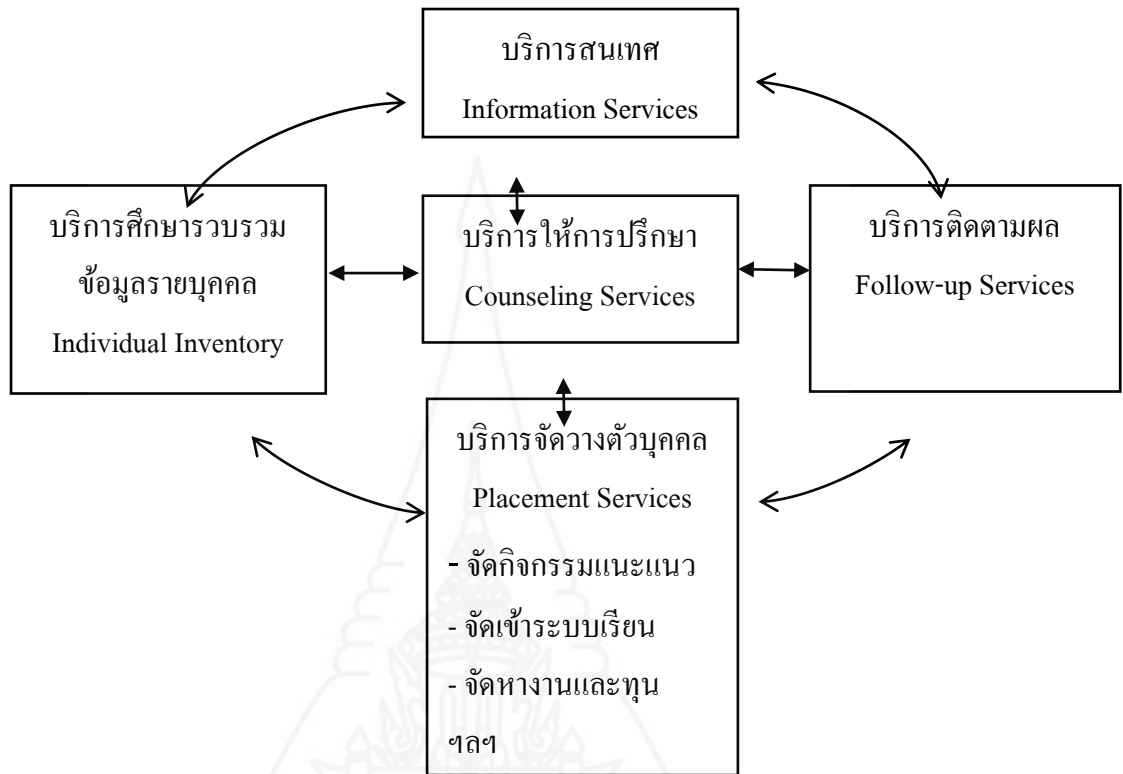 บริการสนเทศ
Information Services
บริการศึกษารวบรวม
ข้อมูลรายบุคคล
Individual Inventory
บริการให้การปรึกษา
Counseling Services
บริการติดตามผล
Follow-up Services
บริการจัดวางตัวบุคคล
Placement Services
- จัดกิจกรรมแนะแนว
- จัดเข้าระบบเรียน
- จัดหางานและทุน
ฯลฯ